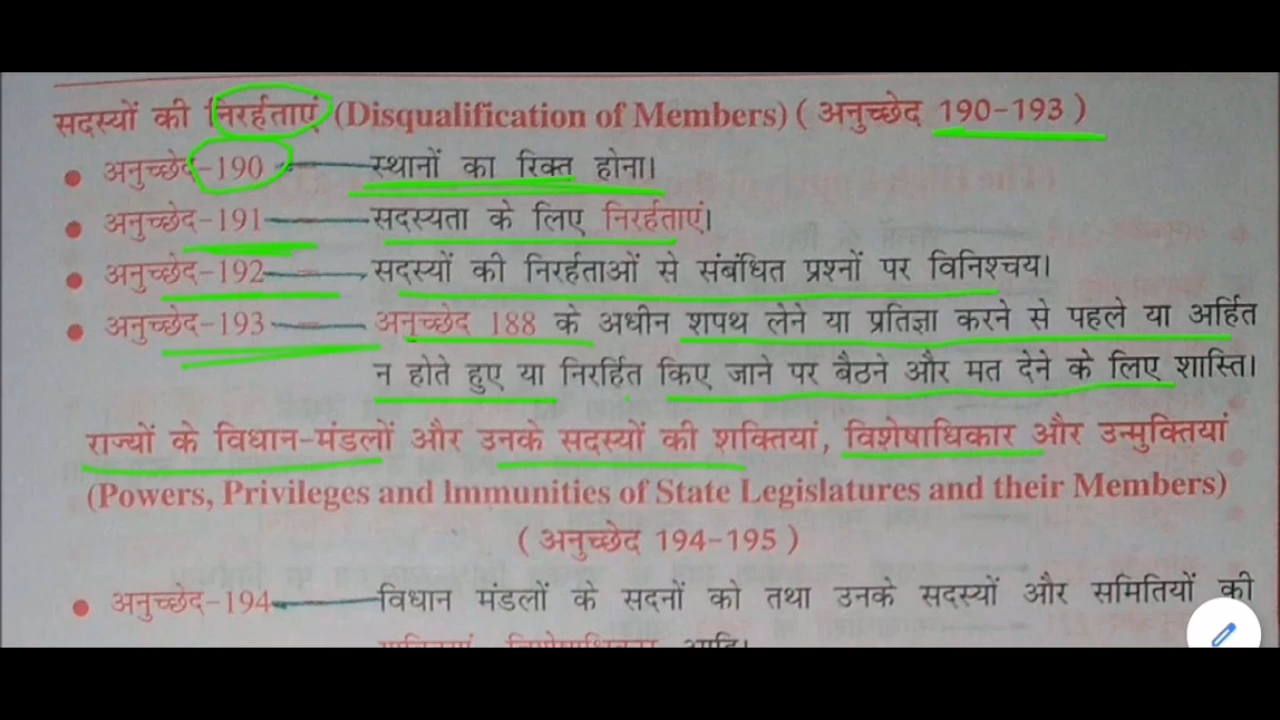 सदस्यों की निरर्हताएं (Disqualification of Members) ( अनुच्छेद 190-193 )
• अनुच्छेद-190 स्थानों का रिक्त होना।
• अनुच्छेद-191 सदस्यता के लिए निरर्हताएं।
• अनुच्छेद-192 सदस्यों की निरर्हताओं से संबंधित प्रश्नों पर विनिश्चय।
• अनुच्छेद-193 अनुच्छेद 188 के अधीन शपथ लेने या प्रतिज्ञा करने से पहले या अर्हित
न होते हुए या निरर्हित किए जाने पर बैठने और मत देने के लिए शास्ति।
राज्यों के विधान-मंडलों और उनके सदस्यों की शक्तियां, विशेषाधिकार और उन्मुक्तियां
(Powers, Privileges and Immunities of State Legislatures and their Members)
( अनुच्छेद 194-195 )
• अनुच्छेद-194 विधान मंडलों के सदनों को तथा उनके सदस्यों और समितियों की